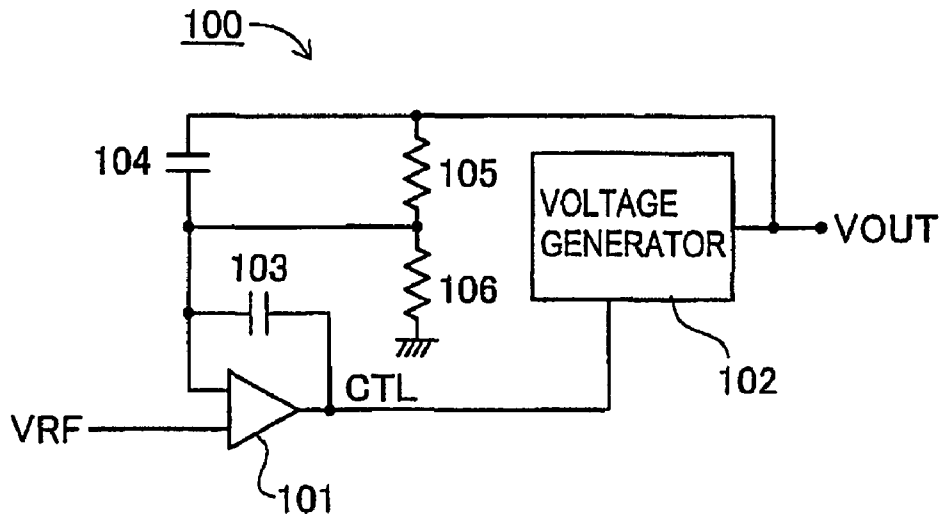 100
104
105
VOLTAGE
GENERATOR
VOUT
103
106
102
CTL
VRF
101